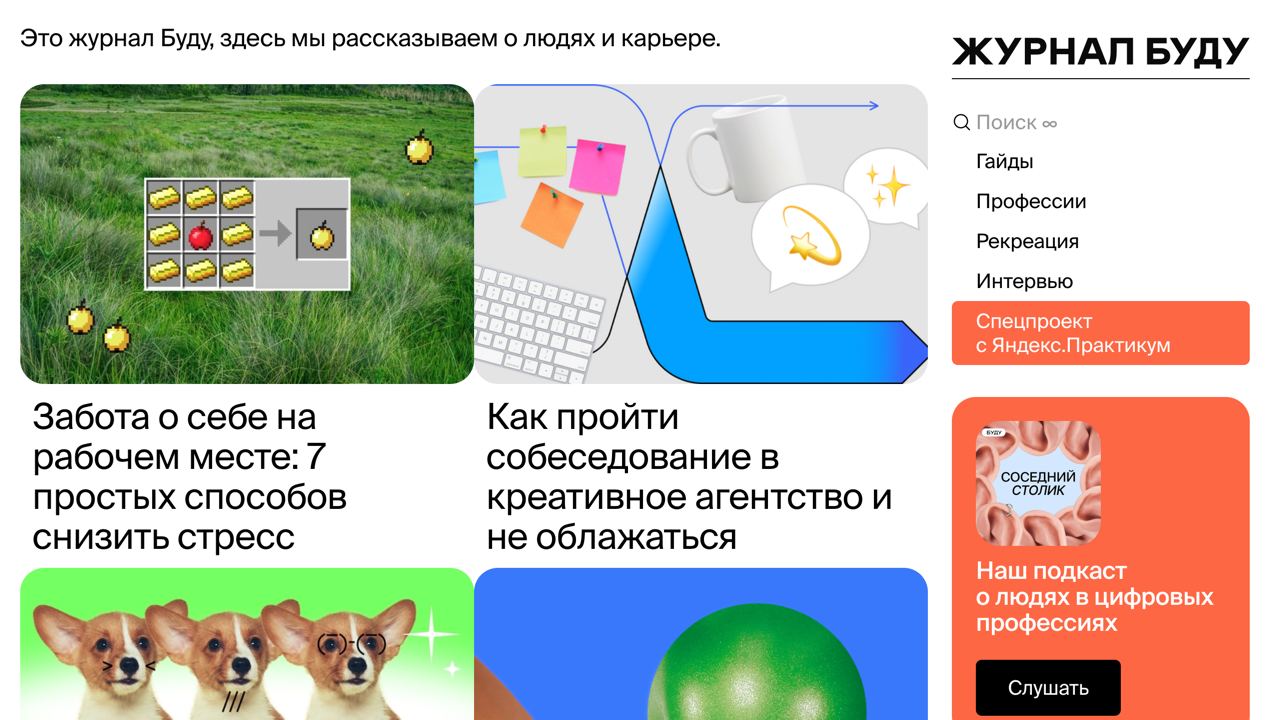 Это журнал Буду, здесь мы рассказываем о людях и карьере.
ЖУРНАЛ БУДУ
Поиск ∞
Гайды
Профессии
Рекреация
Интервью
Спецпроект
с Яндекс.Практикум
Забота о себе на
рабочем месте: 7
простых способов
снизить стресс
Как пройти
собеседование в
креативное агентство и
не облажаться
БУДУ
СОСЕДНИЙ
СТОЛИК
Наш подкаст
о людях в цифровых
профессиях
Слушать